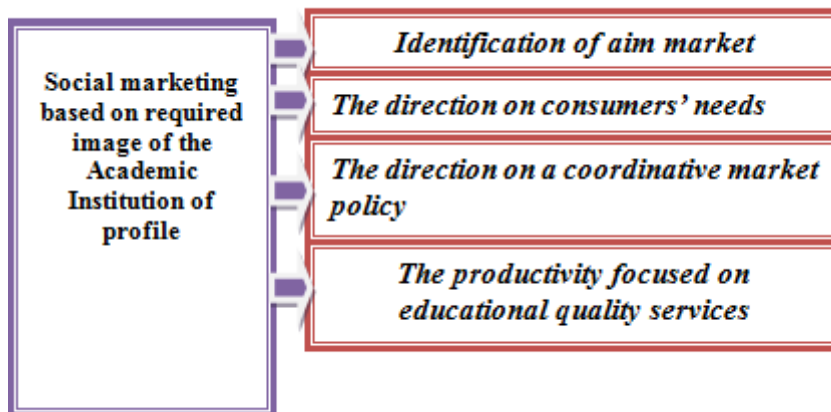 Social marketing
based on required
image of the
Academic
Institution of
profile
Identification of aim market
The direction on consumers’ needs
The direction on a coordinative market
policy
The productivity focused on
educational quality services